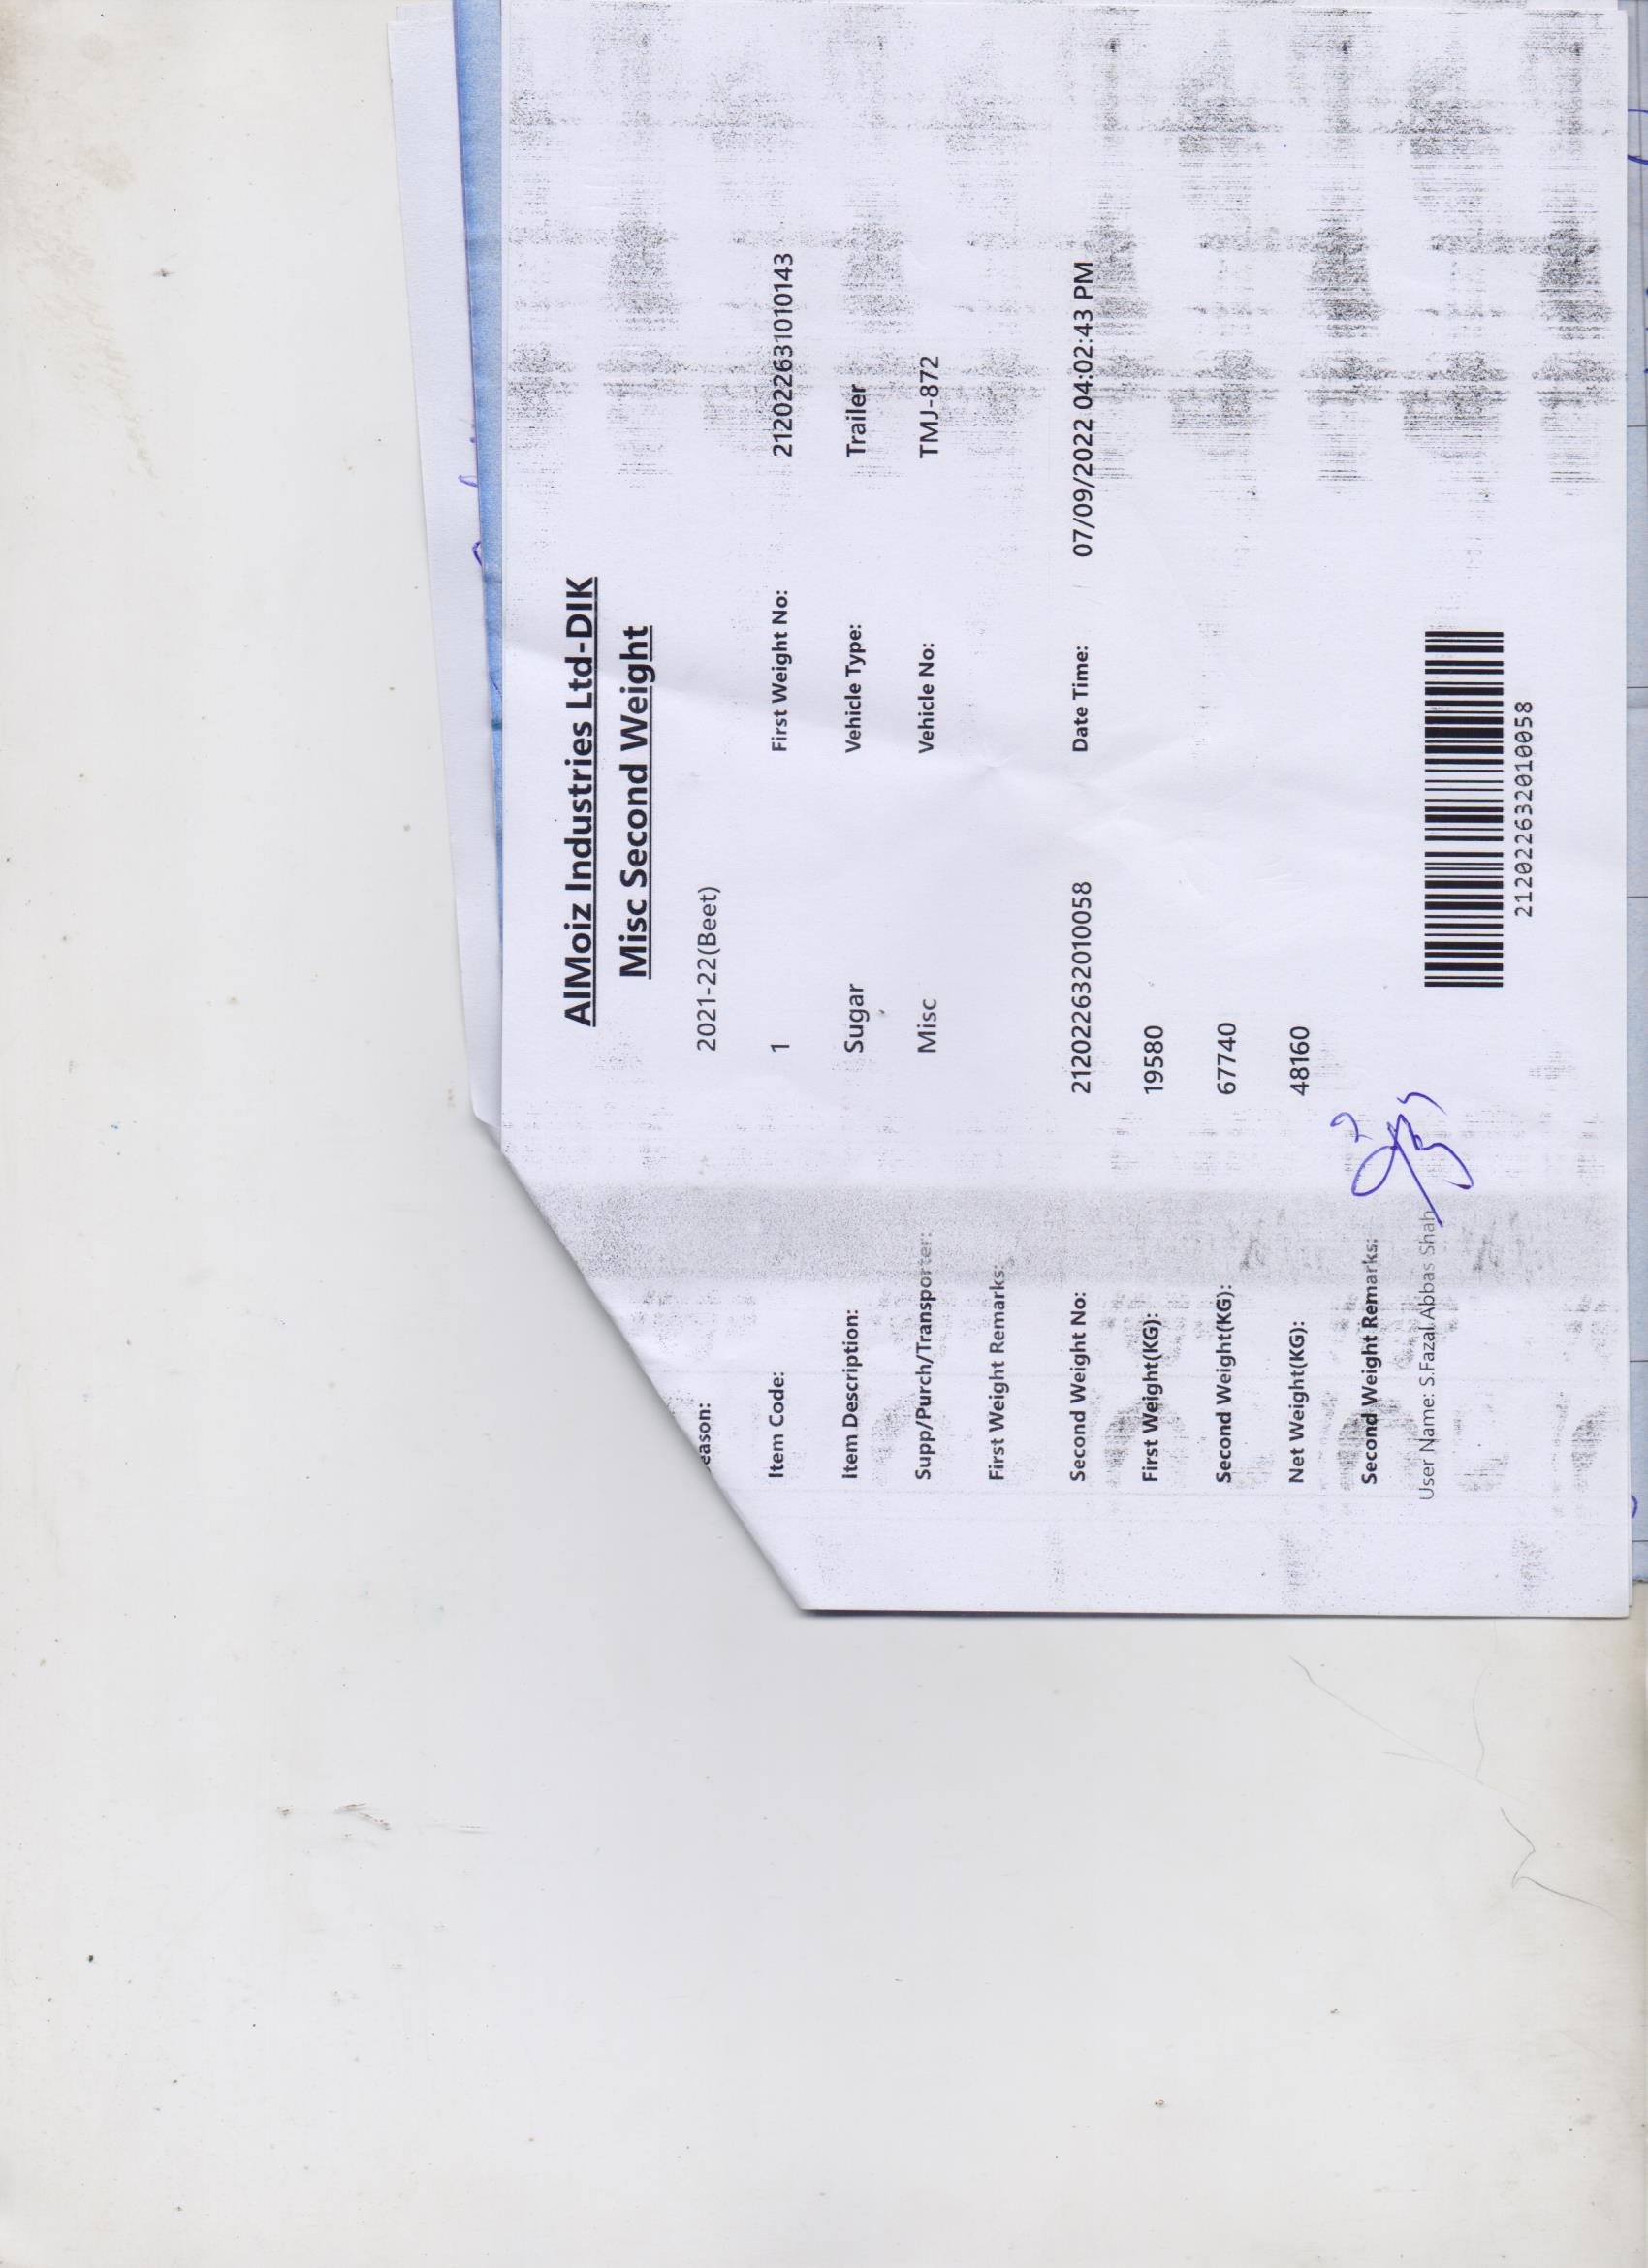 AlMoiz Industries Ltd-DIK
Misc Second Weight
eason: 2021-22(Beet)
Item Code: 1 First Weight No: 212022631010143
Item Description: Sugar Vehicle Type: Trailer
Supp/Purch/Transporter: Misc Vehicle No: TMJ-872
First Weight Remarks:
Second Weight No: 212022632010058 Date Time: 07/09/2022 04:02:43 PM
First Weight(KG): 19580
Second Weight(KG): 67740
Net Weight(KG): 48160
Second Weight Remarks:
User Name: S.Fazal Abbas Shah
212022632010058